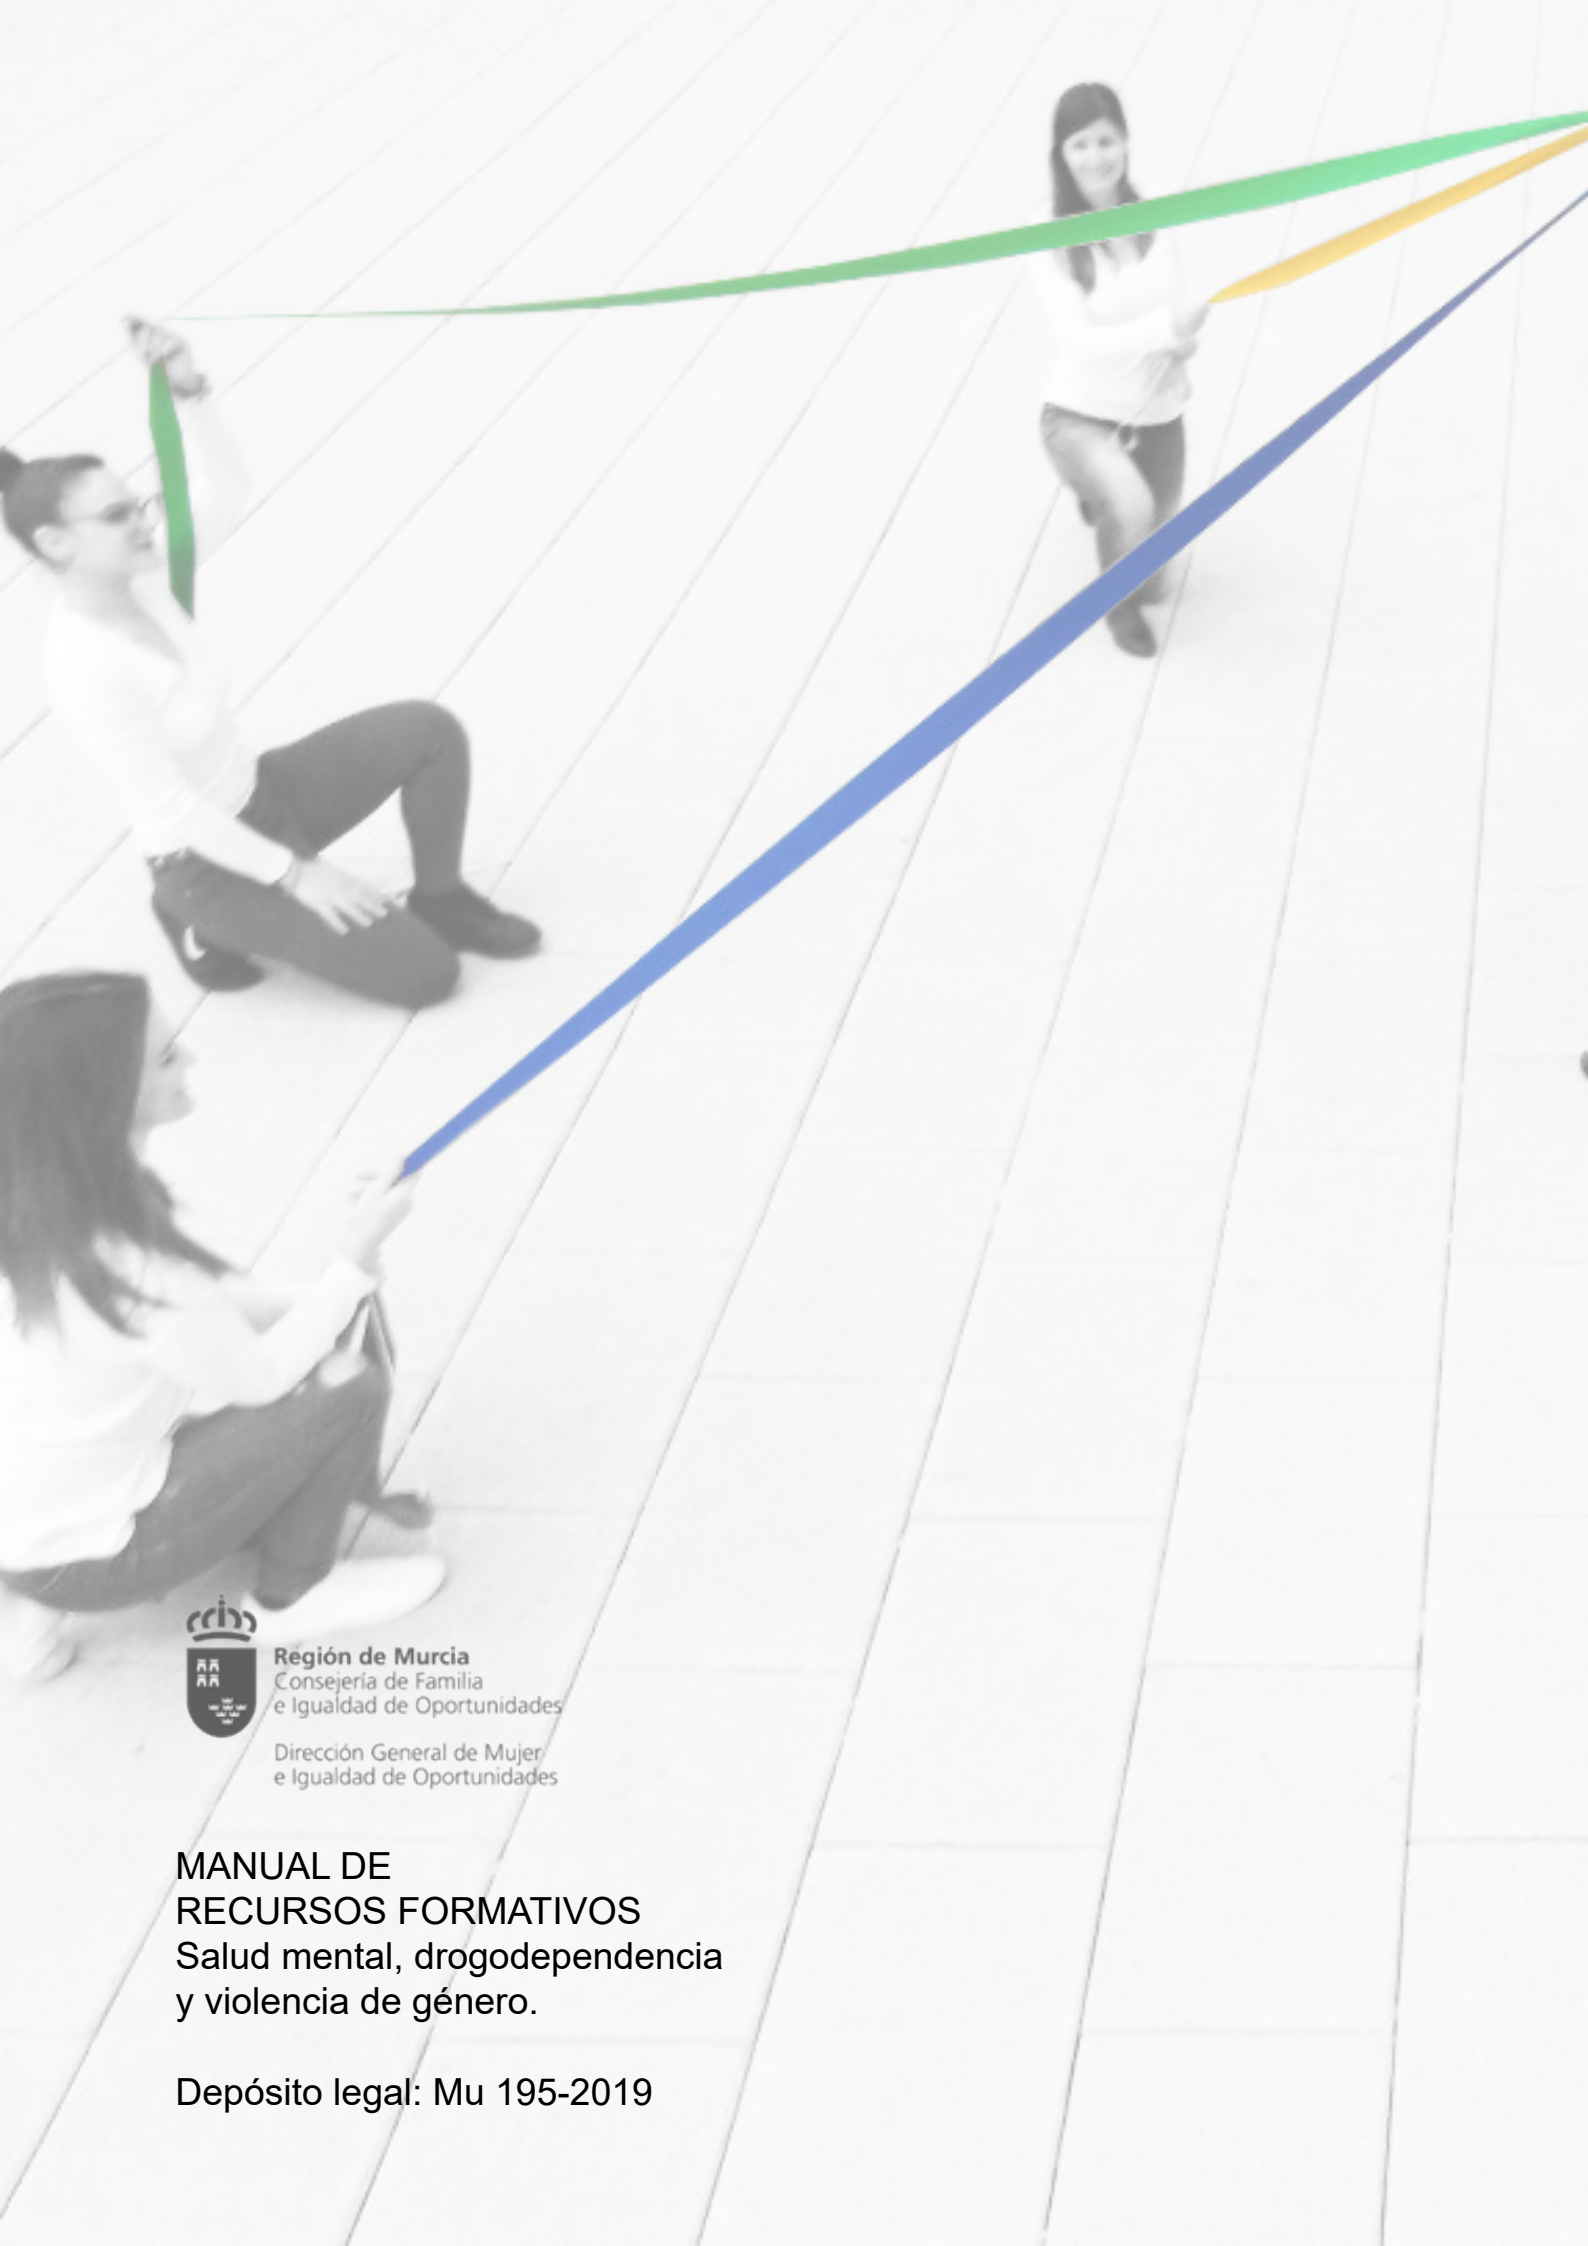 Región de Murcia
Consejería de Familia
e Igualdad de Oportunidades
Dirección General de Mujer
e Igualdad de Oportunidades
MANUAL DE
RECURSOS FORMATIVOS
Salud mental, drogodependencia
y violencia de género.
Depósito legal: Mu 195-2019